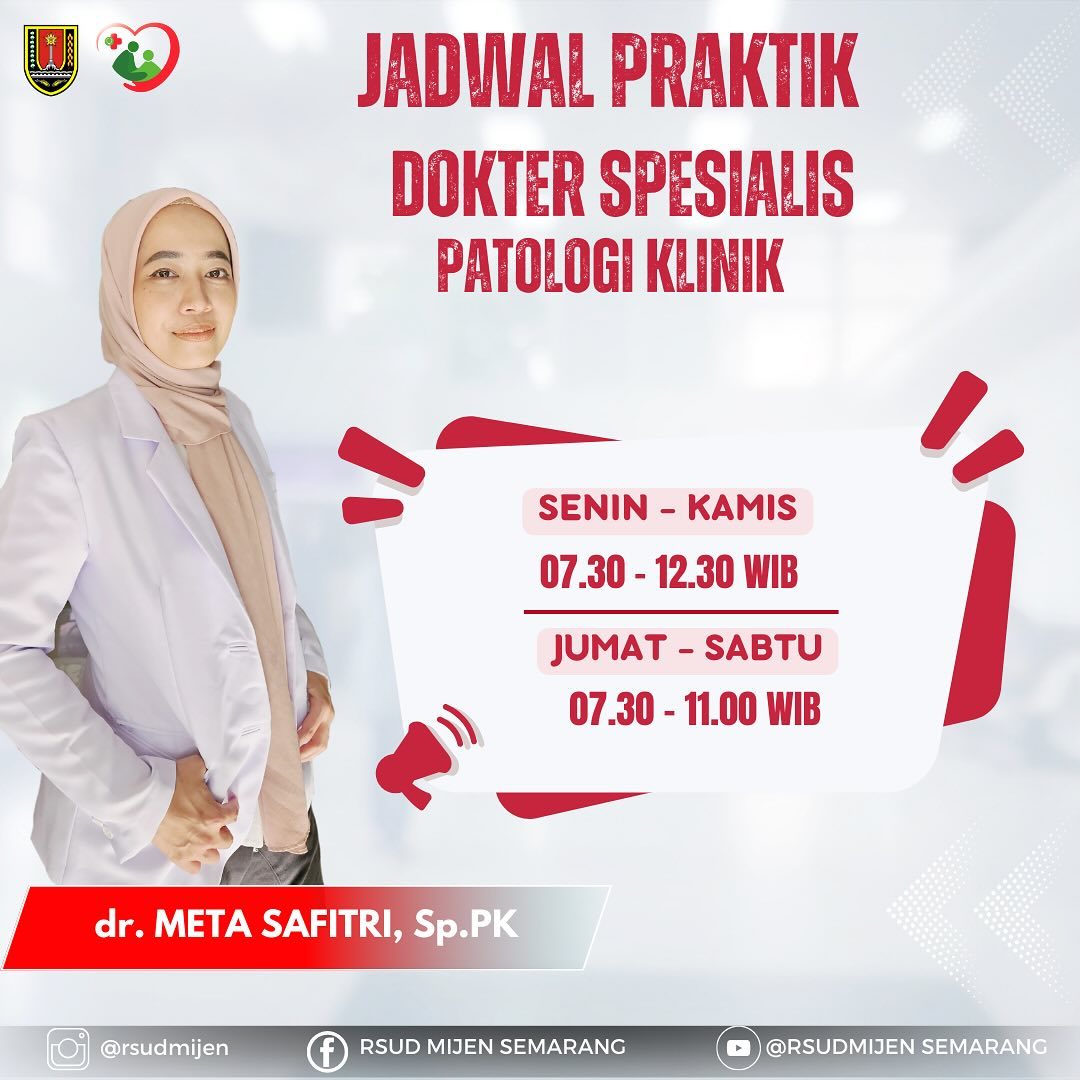 JADWAL PRAKTIK
DOKTER SPESIALIS
PATOLOGI KLINIK
SENIN - KAMIS
07.30 - 12.30 WIB
JUMAT - SABTU
07.30 - 11.00 WIB
dr. META SAFITRI, Sp.PK
@rsudmijen
RSUD MIJEN SEMARANG
@RSUDMIJEN SEMARANG